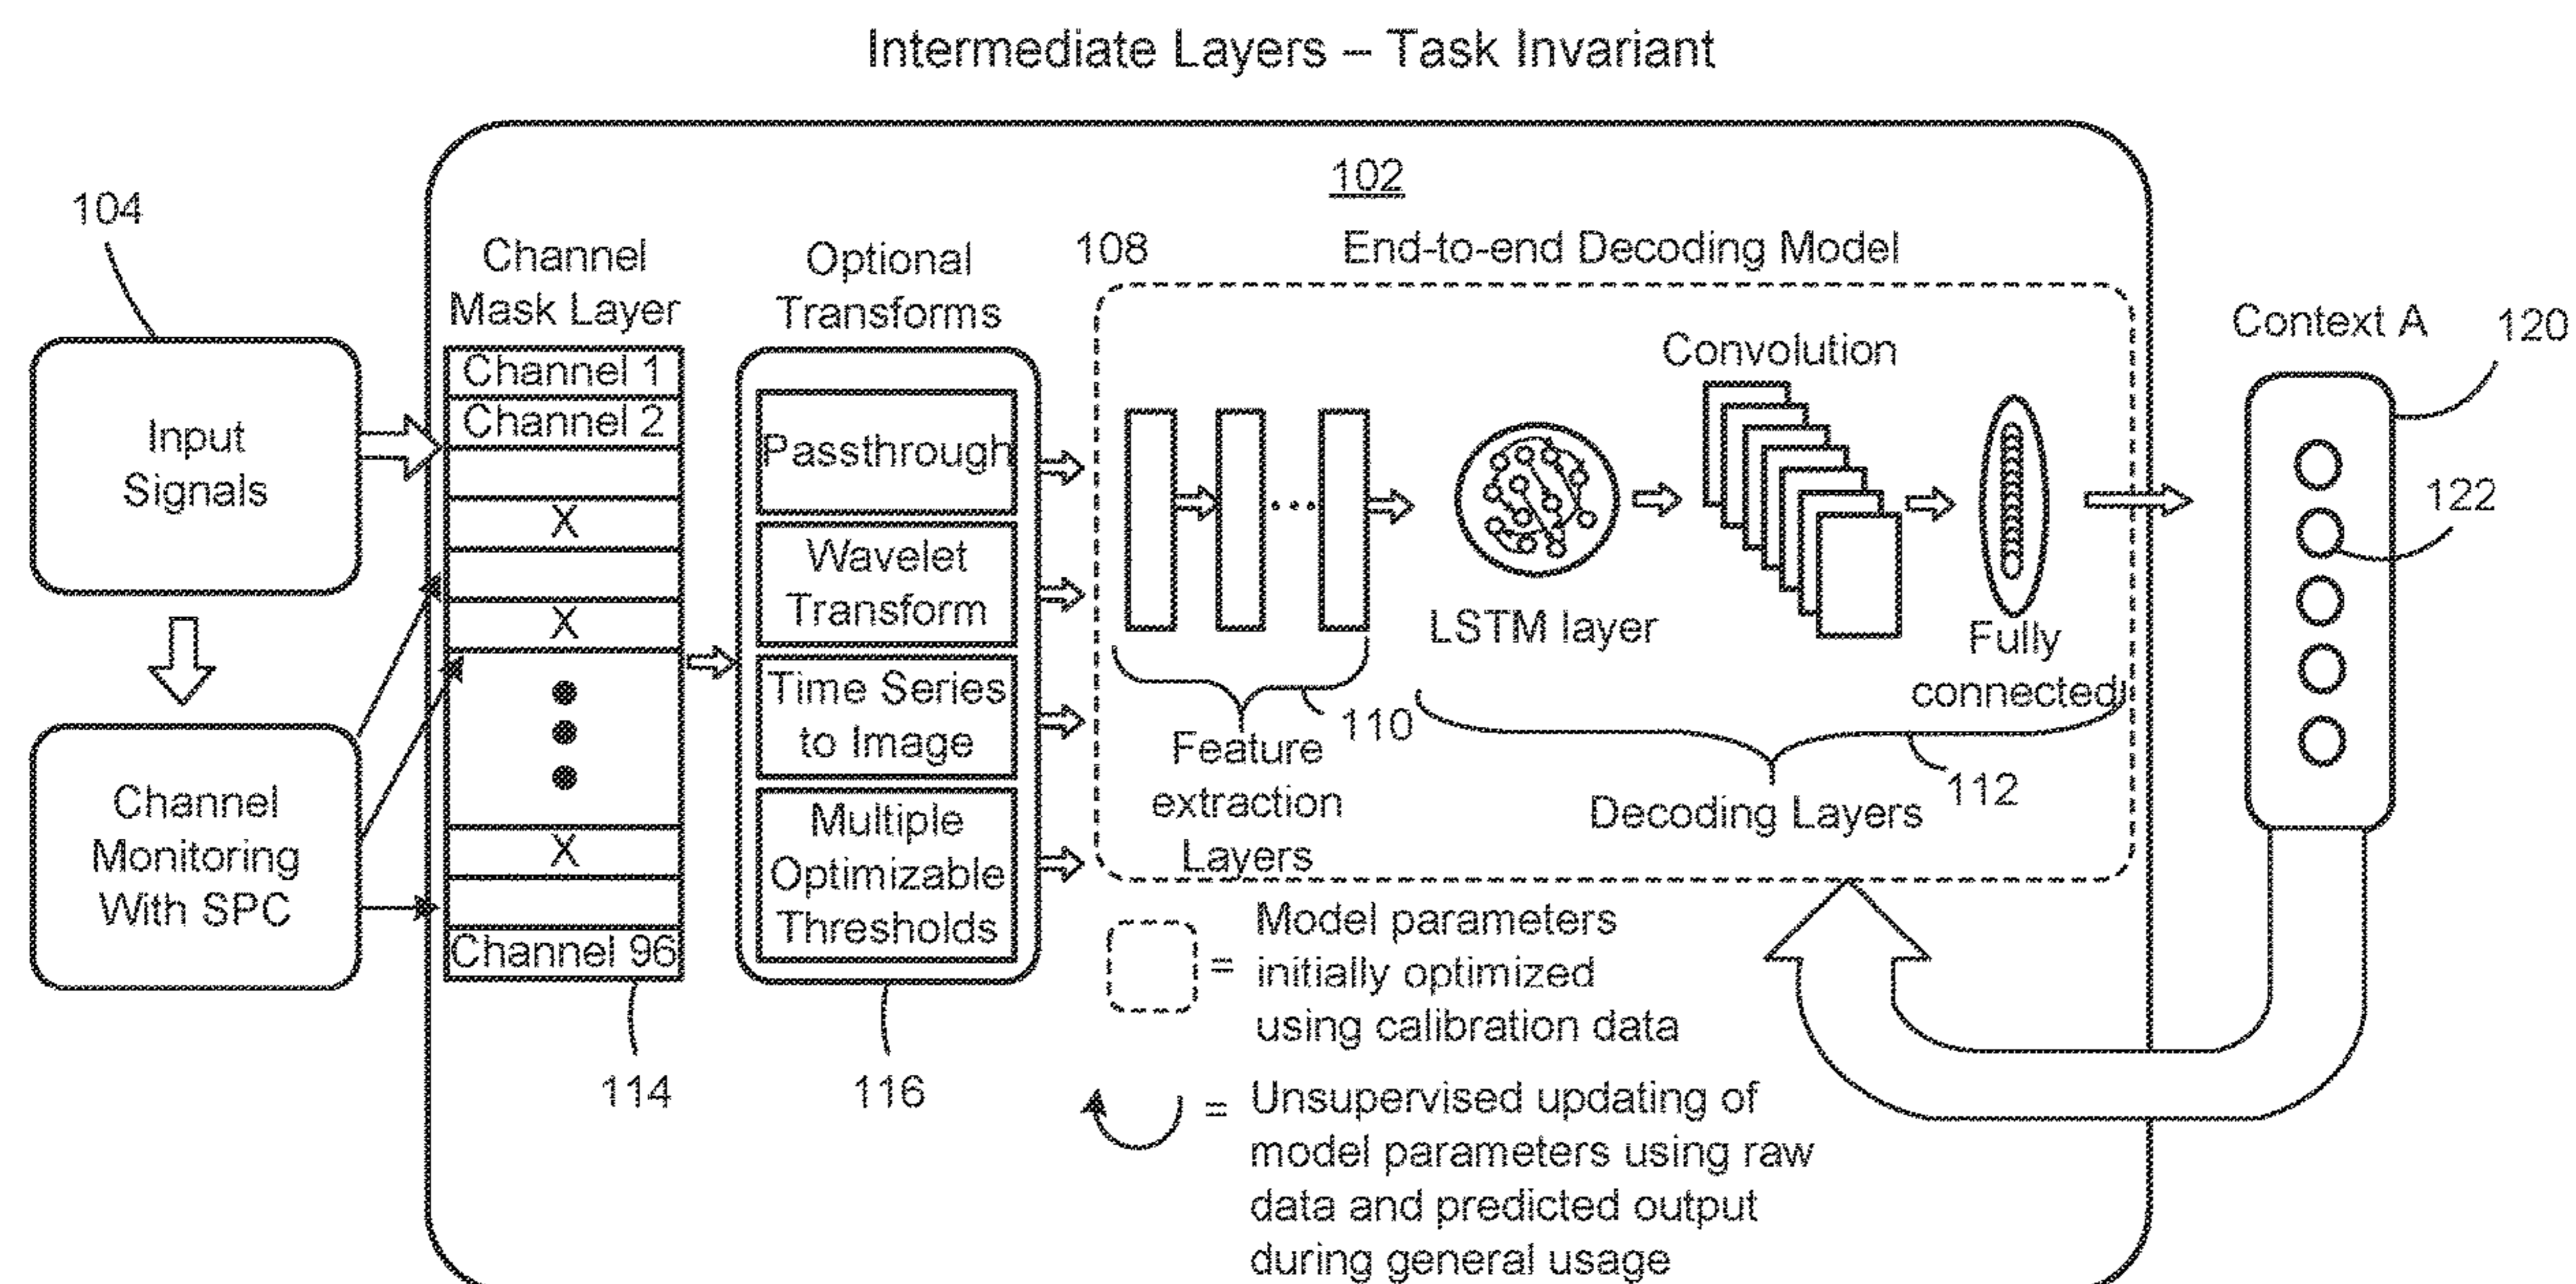 Intermediate Layers – Task Invariant
102
104
Input
Signals
Channel
Monitoring
With SPC
Channel
Mask Layer
Channel 1
Channel 2
X
X
X
Channel 96
114
Optional
Transforms
Passthrough
Wavelet
Transform
Time Series
to Image
Multiple
Optimizable
Thresholds
116
108
End-to-end Decoding Model
Feature
extraction
Layers
110
LSTM layer
Convolution
Fully
connected
Decoding Layers
112
Context A
120
122
= Model parameters
initially optimized
using calibration data
= Unsupervised updating of
model parameters using raw
data and predicted output
during general usage